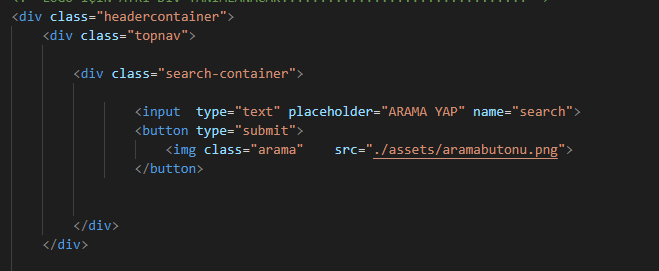 <div class="headercontainer">
<div class="topnav">
<div class="search-container">
<input type="text" placeholder="ARAMA YAP" name="search">
<button type="submit">
<img class="arama" src="./assets/aramabutonu.png">
</button>
</div>
</div>